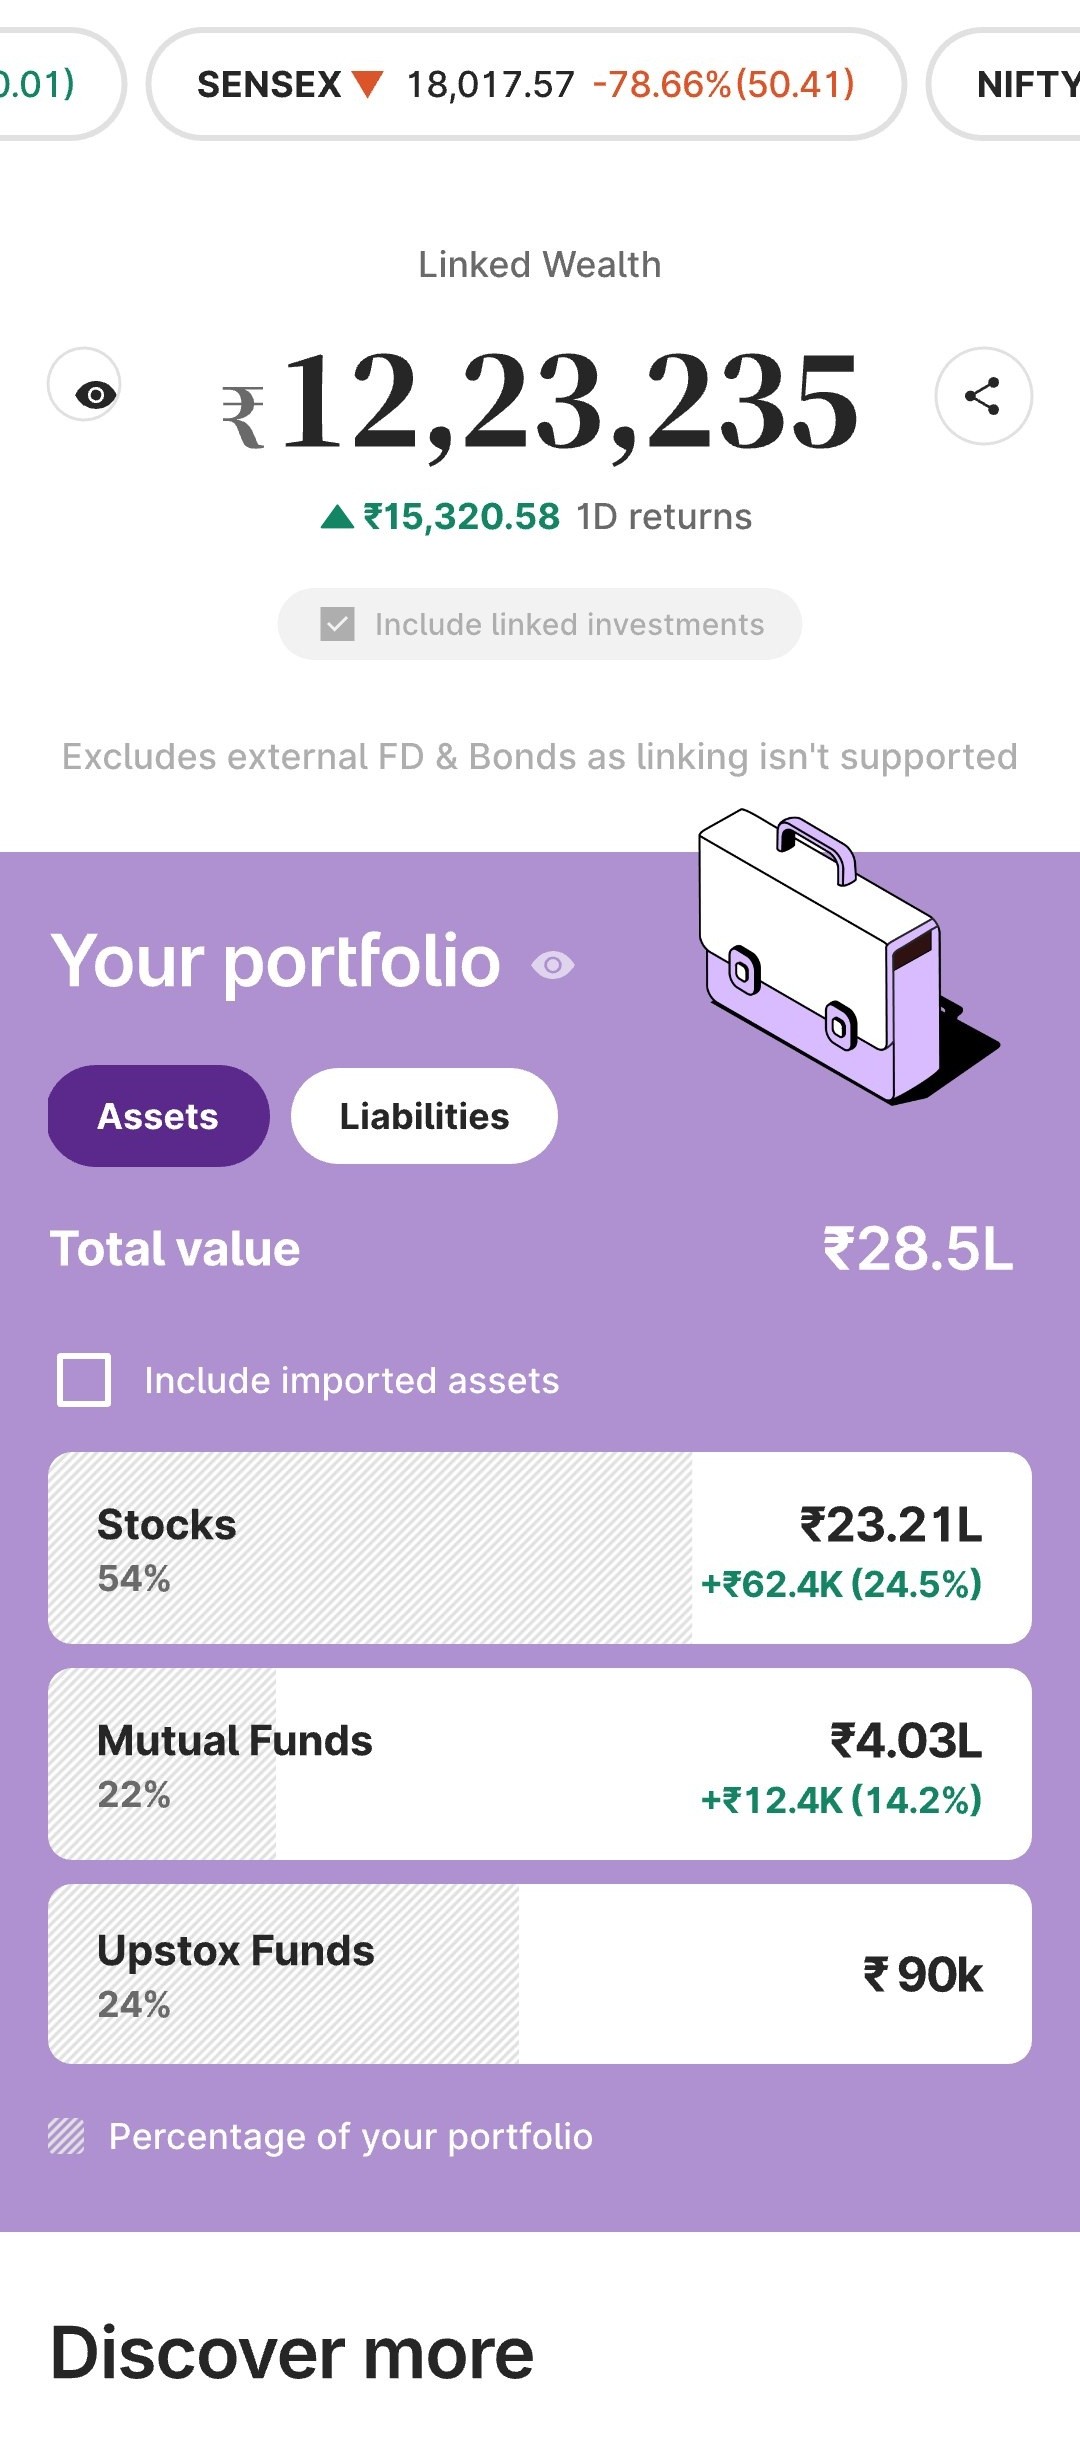 0.01)
SENSEX ▼ 18,017.57 -78.66%(50.41)
NIFTY
Linked Wealth
₹12,23,235
▲ ₹15,320.58 1D returns
Include linked investments
Excludes external FD & Bonds as linking isn't supported
Your portfolio
Assets
Liabilities
Total value ₹28.5L
Include imported assets
Stocks ₹23.21L
54% +₹62.4K (24.5%)
Mutual Funds ₹4.03L
22% +₹12.4K (14.2%)
Upstox Funds ₹ 90k
24%
Percentage of your portfolio
Discover more